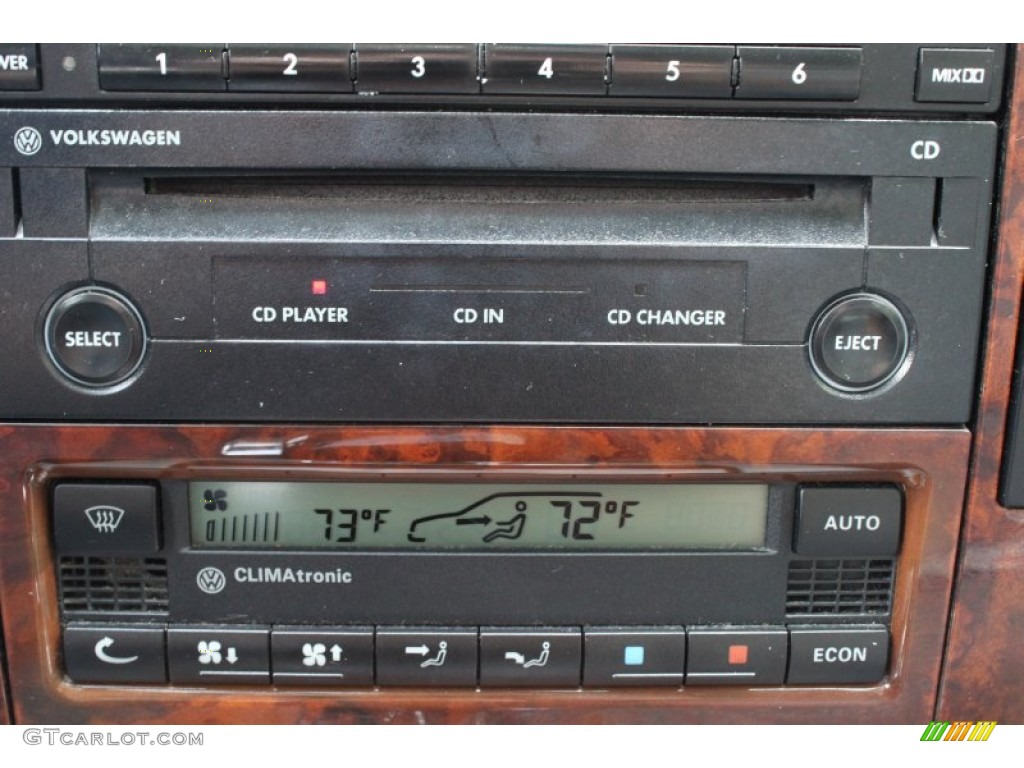 WER 1 2 3 4 5 6 MIX
VOLKSWAGEN CD
CD PLAYER CD IN CD CHANGER
SELECT EJECT
73°F 72°F
AUTO
CLIMAtronic
ECON
GTCARLOT.COM